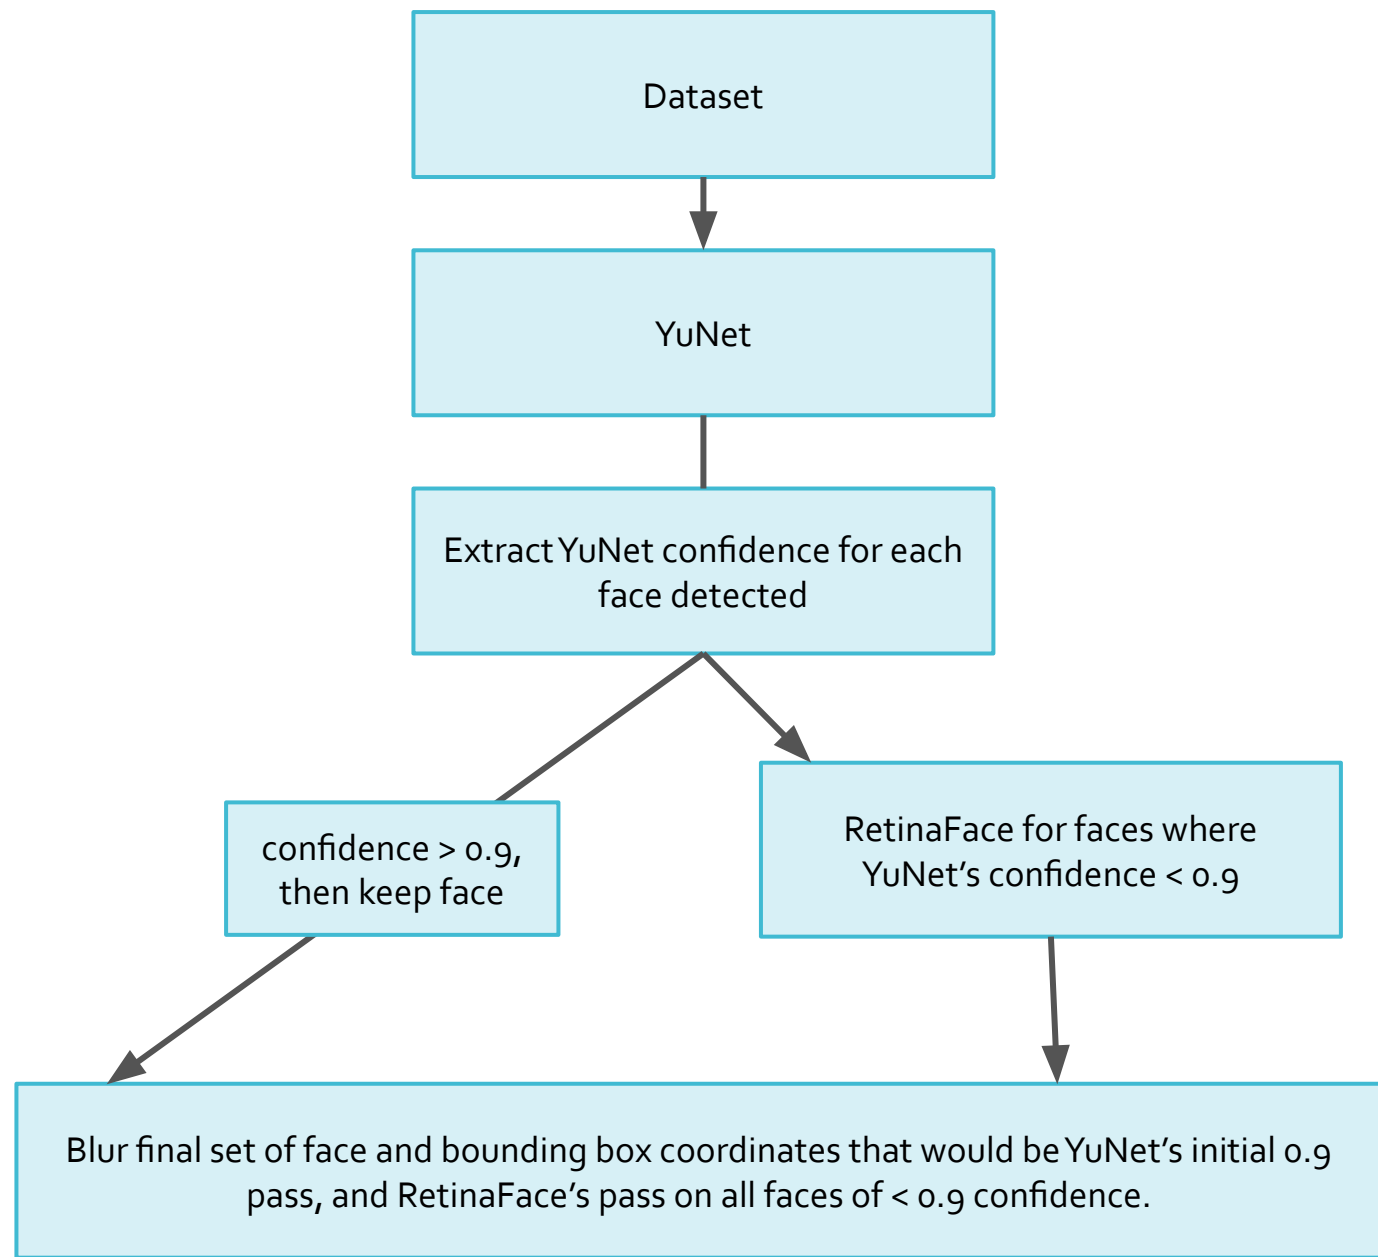 Dataset
YuNet
Extract YuNet confidence for each
face detected
confidence > 0.9,
then keep face
RetinaFace for faces where
YuNet’s confidence < 0.9
Blur final set of face and bounding box coordinates that would be YuNet’s initial 0.9
pass, and RetinaFace’s pass on all faces of < 0.9 confidence.